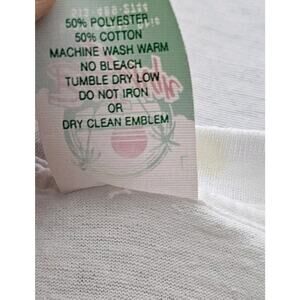 50% POLYESTER
50% COTTON
MACHINE WASH WARM
NO BLEACH
TUMBLE DRY LOW
DO NOT IRON
OR
DRY CLEAN EMBLEM